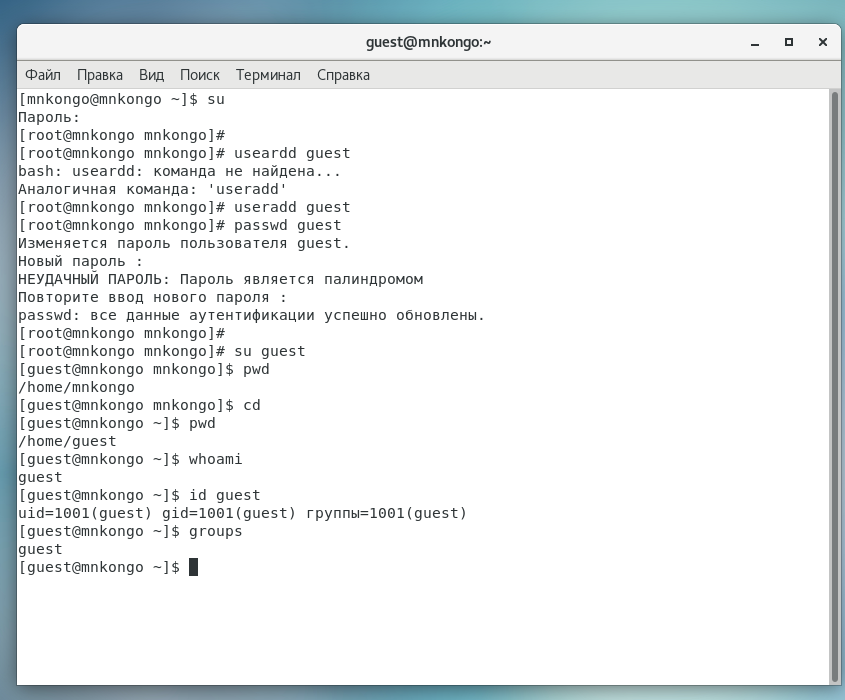 guest@mnkongo:~
Файл Правка Вид Поиск Терминал Справка
[mnkongo@mnkongo ~]$ su
Пароль:
[root@mnkongo mnkongo]#
[root@mnkongo mnkongo]# useardd guest
bash: useardd: команда не найдена...
Аналогичная команда: 'useradd'
[root@mnkongo mnkongo]# useradd guest
[root@mnkongo mnkongo]# passwd guest
Изменяется пароль пользователя guest.
Новый пароль :
НЕУДАЧНЫЙ ПАРОЛЬ: Пароль является палиндромом
Повторите ввод нового пароля :
passwd: все данные аутентификации успешно обновлены.
[root@mnkongo mnkongo]#
[root@mnkongo mnkongo]# su guest
[guest@mnkongo mnkongo]$ pwd
/home/mnkongo
[guest@mnkongo mnkongo]$ cd
[guest@mnkongo ~]$ pwd
/home/guest
[guest@mnkongo ~]$ whoami
guest
[guest@mnkongo ~]$ id guest
uid=1001(guest) gid=1001(guest) группы=1001(guest)
[guest@mnkongo ~]$ groups
guest
[guest@mnkongo ~]$